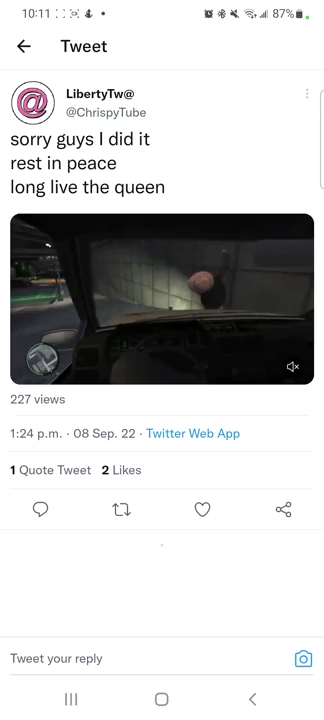 10:11
87%
Tweet
LibertyTw@
@ChrispyTube
sorry guys I did it
rest in peace
long live the queen
227 views
1:24 p.m. · 08 Sep. 22 · Twitter Web App
1 Quote Tweet 2 Likes
Tweet your reply